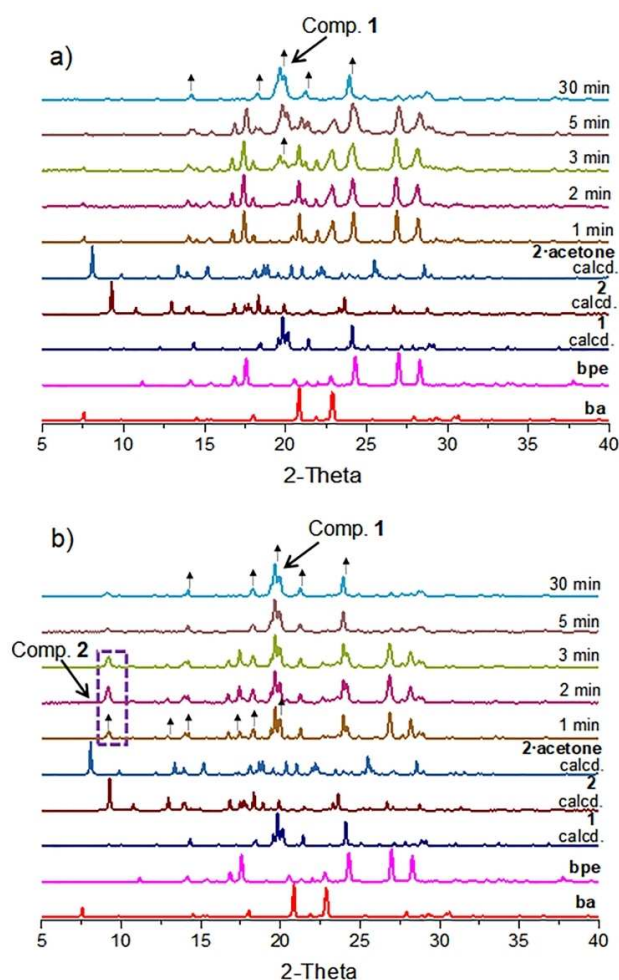 a)
Comp. 1
30 min
5 min
3 min
2 min
1 min
2·acetone
calcd.
2
calcd.
1
calcd.
bpe
ba
5 10 15 20 25 30 35 40
2-Theta
b)
Comp. 1
30 min
5 min
Comp. 2
3 min
2 min
1 min
2·acetone
calcd.
2
calcd.
1
calcd.
bpe
ba
5 10 15 20 25 30 35 40
2-Theta